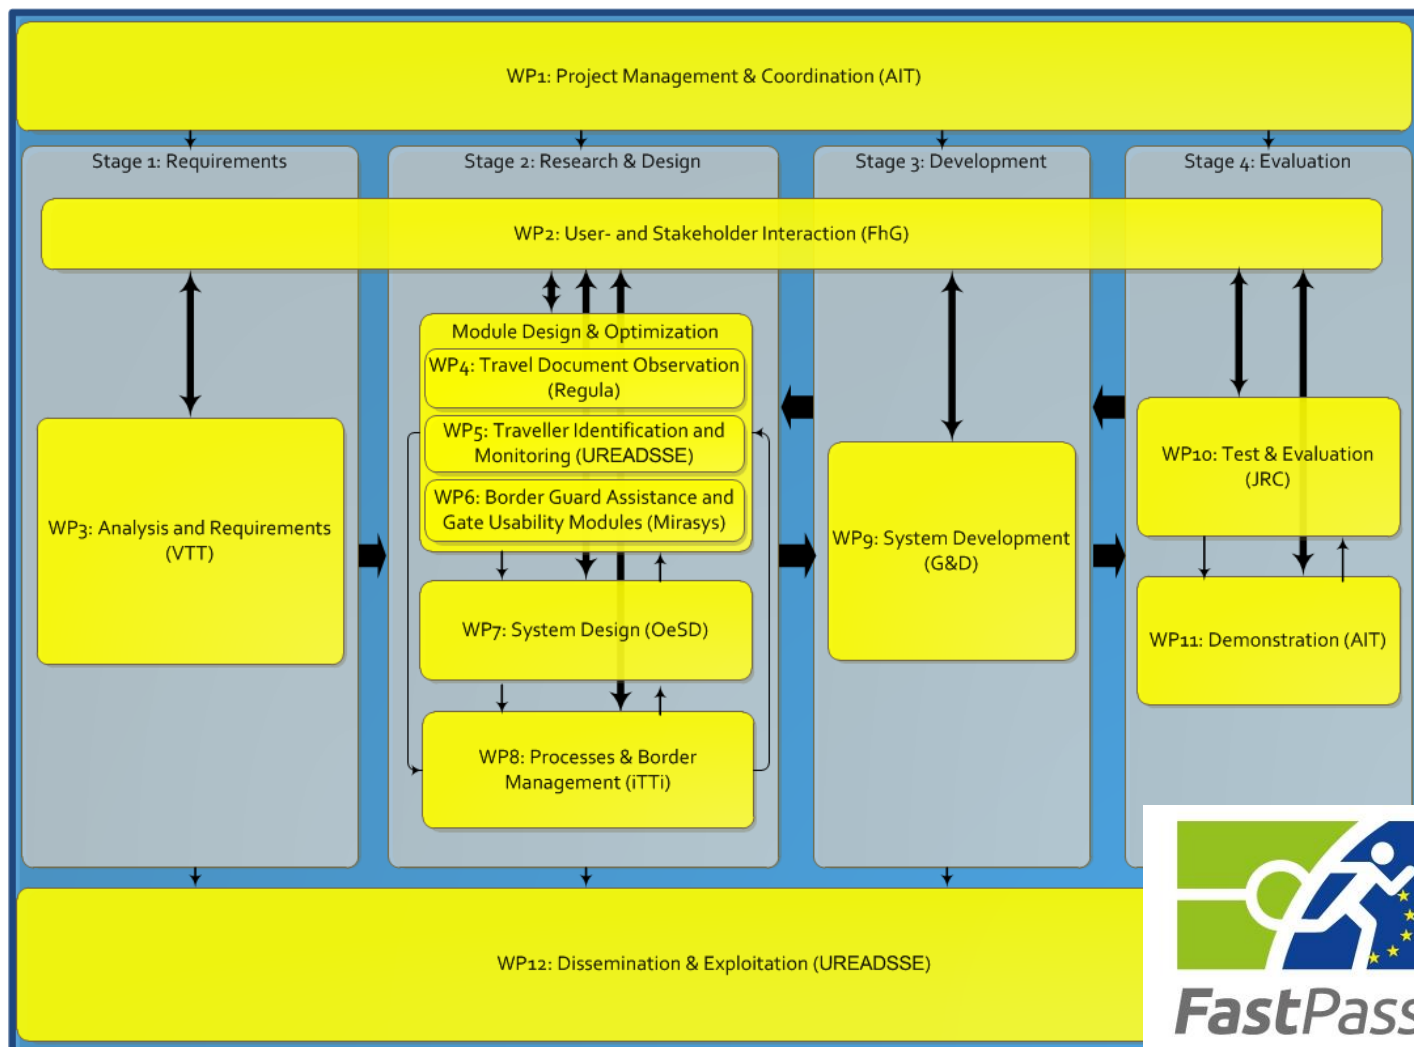 WP1: Project Management & Coordination (AIT)
Stage 1: Requirements
Stage 2: Research & Design
Stage 3: Development
Stage 4: Evaluation
WP2: User- and Stakeholder Interaction (FhG)
Module Design & Optimization
WP4: Travel Document Observation
(Regula)
WP5: Traveller Identification and
Monitoring (UREADSSE)
WP6: Border Guard Assistance and
Gate Usability Modules (Mirasys)
WP3: Analysis and Requirements
(VTT)
WP7: System Design (OeSD)
WP8: Processes & Border
Management (iTTi)
WP9: System Development
(G&D)
WP10: Test & Evaluation
(JRC)
WP11: Demonstration (AIT)
WP12: Dissemination & Exploitation (UREADSSE)
FastPass